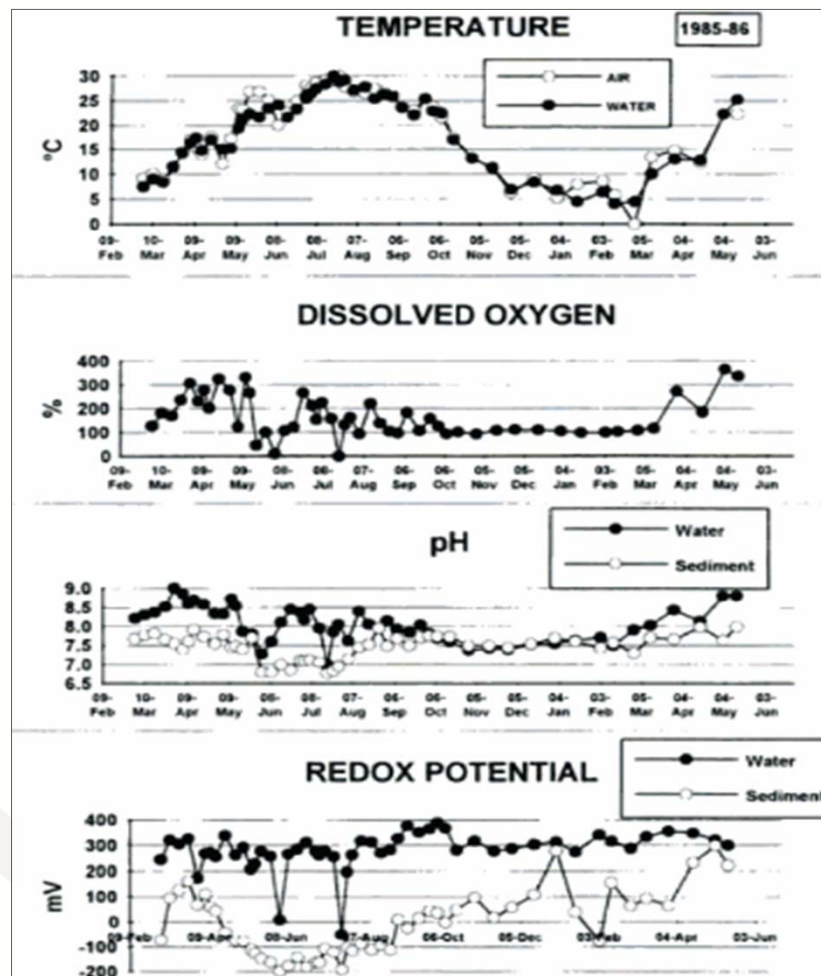 TEMPERATURE
1985-86
AIR
WATER
°C
30
25
20
15
10
5
0
09- 10- 09- 09- 08- 08- 07- 06- 06- 05- 05- 04- 03- 05- 04- 04- 03-
Feb Mar Apr May Jun Jul Aug Sep Oct Nov Dec Jan Feb Mar Apr May Jun
DISSOLVED OXYGEN
%
400
300
200
100
0
09- 10- 09- 09- 08- 08- 07- 06- 06- 05- 05- 04- 03- 05- 04- 04- 03-
Feb Mar Apr May Jun Jul Aug Sep Oct Nov Dec Jan Feb Mar Apr May Jun
pH
Water
Sediment
9.0
8.5
8.0
7.5
7.0
6.5
09- 10- 09- 09- 08- 08- 07- 06- 06- 05- 05- 04- 03- 05- 04- 04- 03-
Feb Mar Apr May Jun Jul Aug Sep Oct Nov Dec Jan Feb Mar Apr May Jun
REDOX POTENTIAL
Water
Sediment
mV
400
300
200
100
0
09-Feb 09-Apr 08-Jun 07-Aug 06-Oct 05-Dec 03-Feb 04-Apr 03-Jun
-100
-200